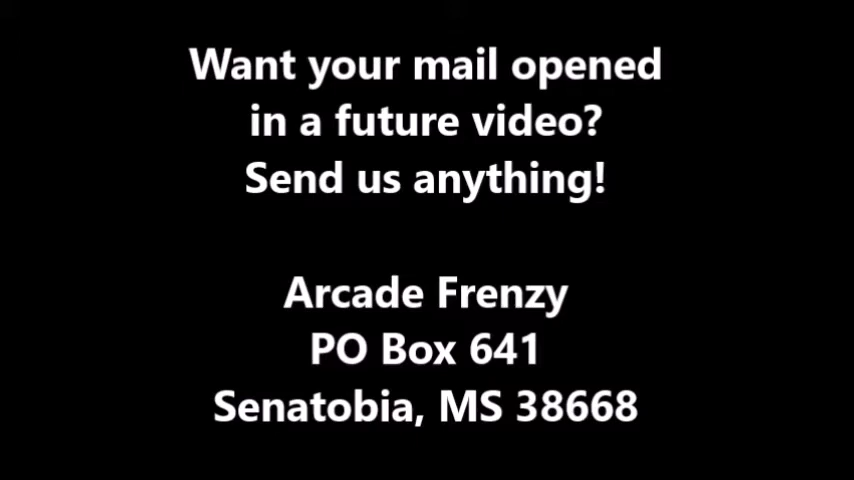 Want your mail opened
in a future video?
Send us anything!
Arcade Frenzy
PO Box 641
Senatobia, MS 38668